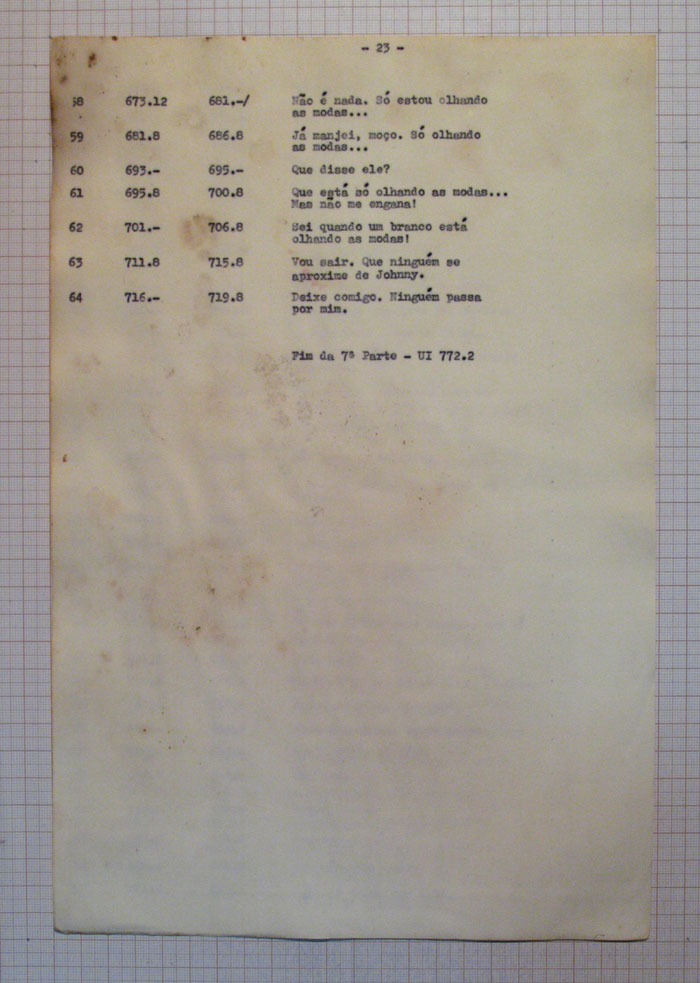 - 23 -
58 673.12 681.-/ Não é nada. Só estou olhando
as modas...
59 681.8 686.8 Já manjei, moço. Só olhando
as modas...
60 693.- 695.- Que disse ele?
61 695.8 700.8 Que está só olhando as modas...
Mas não me engana!
62 701.- 706.8 Sei quando um branco está
olhando as modas!
63 711.8 715.8 Vou sair. Que ninguém se
aproxime de Johnny.
64 716.- 719.8 Deixe comigo. Ninguém passa
por mim.
Fim da 7ª Parte - UI 772.2